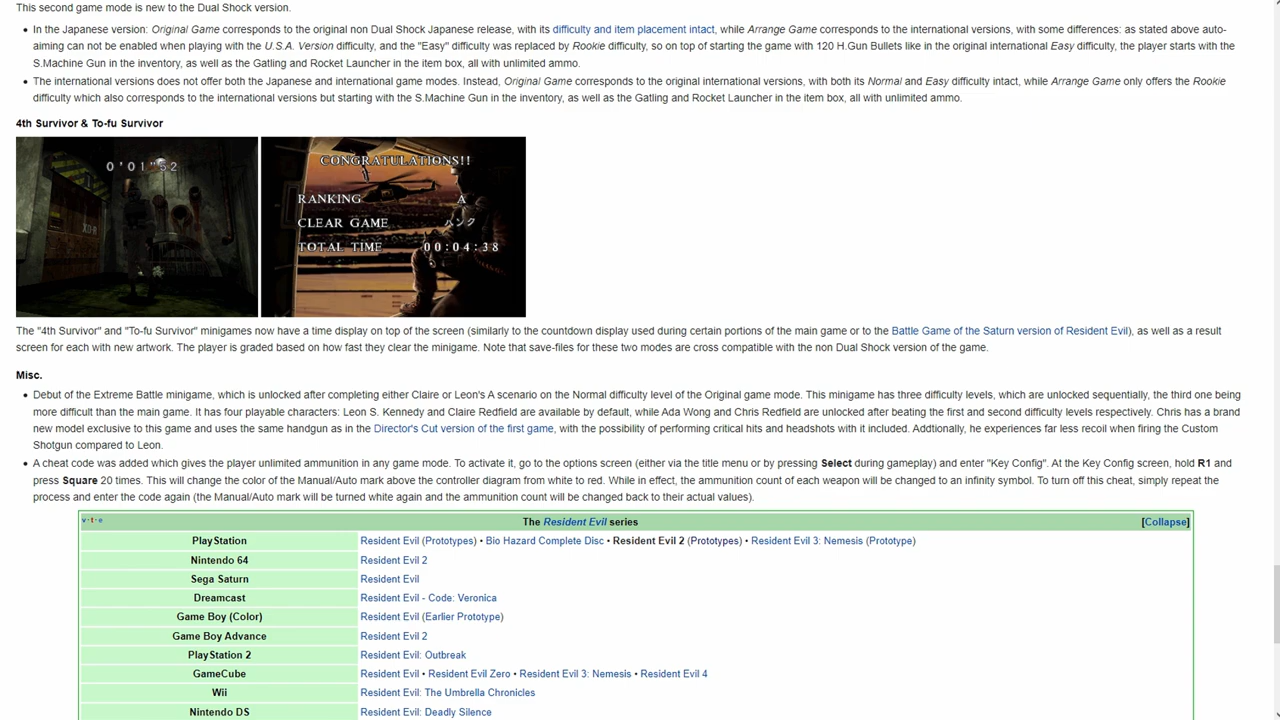 This second game mode is new to the Dual Shock version.
In the Japanese version: Original Game corresponds to the original non Dual Shock Japanese release, with its difficulty and item placement intact, while Arrange Game corresponds to the international versions, with some differences: as stated above auto-
aiming can not be enabled when playing with the U.S.A. Version difficulty, and the "Easy" difficulty was replaced by Rookie difficulty, so on top of starting the game with 120 H.Gun Bullets like in the original international Easy difficulty, the player starts with the
S.Machine Gun in the inventory, as well as the Gatling and Rocket Launcher in the item box, all with unlimited ammo.
The international versions does not offer both the Japanese and international game modes. Instead, Original Game corresponds to the original international versions, with both its Normal and Easy difficulty intact, while Arrange Game only offers the Rookie
difficulty which also corresponds to the international versions but starting with the S.Machine Gun in the inventory, as well as the Gatling and Rocket Launcher in the item box, all with unlimited ammo.
4th Survivor & To-fu Survivor
0'01"52
CONGRATULATIONS!!
RANKING A
CLEAR GAME ハンク
TOTAL TIME 00:04:38
The "4th Survivor" and "To-fu Survivor" minigames now have a time display on top of the screen (similarly to the countdown display used during certain portions of the main game or to the Battle Game of the Saturn version of Resident Evil), as well as a result
screen for each with new artwork. The player is graded based on how fast they clear the minigame. Note that save-files for these two modes are cross compatible with the non Dual Shock version of the game.
Misc.
Debut of the Extreme Battle minigame, which is unlocked after completing either Claire or Leon's A scenario on the Normal difficulty level of the Original game mode. This minigame has three difficulty levels, which are unlocked sequentially, the third one being
more difficult than the main game. It has four playable characters: Leon S. Kennedy and Claire Redfield are available by default, while Ada Wong and Chris Redfield are unlocked after beating the first and second difficulty levels respectively. Chris has a brand
new model exclusive to this game and uses the same handgun as in the Director's Cut version of the first game, with the possibility of performing critical hits and headshots with it included. Addtionally, he experiences far less recoil when firing the Custom
Shotgun compared to Leon.
A cheat code was added which gives the player unlimited ammunition in any game mode. To activate it, go to the options screen (either via the title menu or by pressing Select during gameplay) and enter "Key Config". At the Key Config screen, hold R1 and
press Square 20 times. This will change the color of the Manual/Auto mark above the controller diagram from white to red. While in effect, the ammunition count of each weapon will be changed to an infinity symbol. To turn off this cheat, simply repeat the
process and enter the code again (the Manual/Auto mark will be turned white again and the ammunition count will be changed back to their actual values).
v·t·e The Resident Evil series [Collapse]
PlayStation Resident Evil (Prototypes) • Bio Hazard Complete Disc • Resident Evil 2 (Prototypes) • Resident Evil 3: Nemesis (Prototype)
Nintendo 64 Resident Evil 2
Sega Saturn Resident Evil
Dreamcast Resident Evil - Code: Veronica
Game Boy (Color) Resident Evil (Earlier Prototype)
Game Boy Advance Resident Evil 2
PlayStation 2 Resident Evil: Outbreak
GameCube Resident Evil • Resident Evil Zero • Resident Evil 3: Nemesis • Resident Evil 4
Wii Resident Evil: The Umbrella Chronicles
Nintendo DS Resident Evil: Deadly Silence